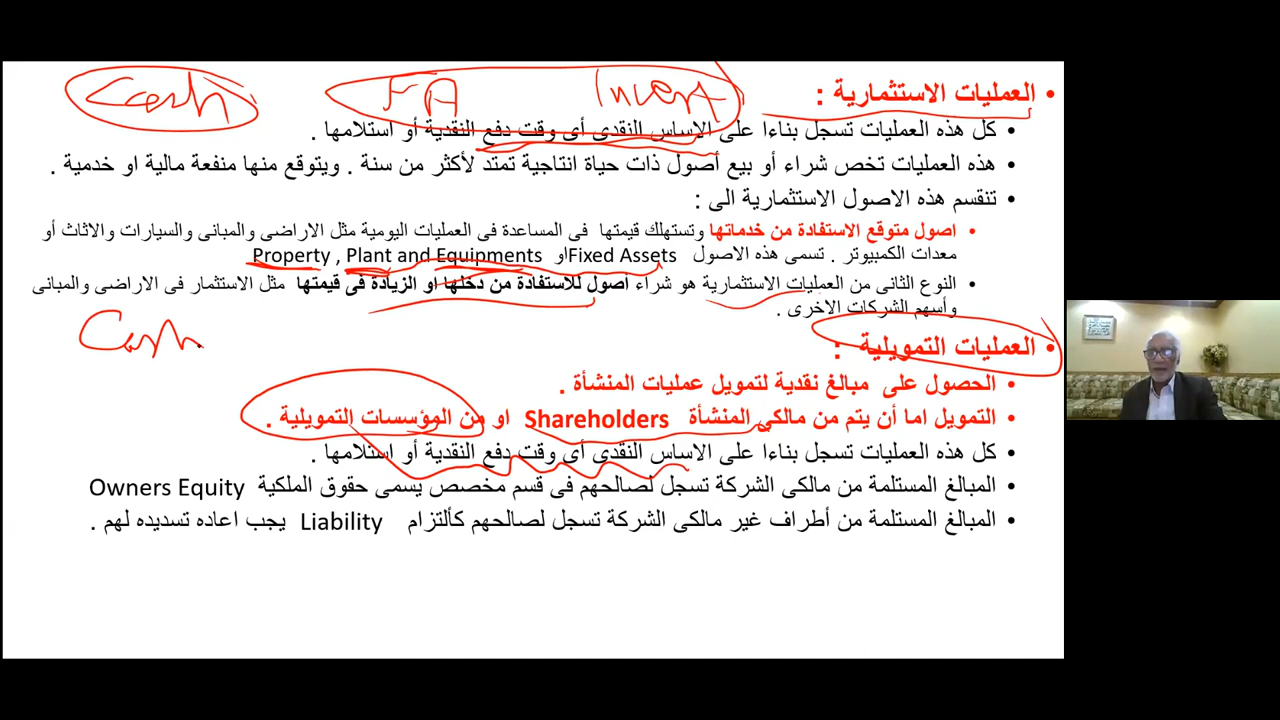 Cash FA Invest
• العمليات الاستثمارية :
• كل هذه العمليات تسجل بناءا على الاساس النقدى أى وقت دفع النقدية أو استلامها .
• هذه العمليات تخص شراء أو بيع أصول ذات حياة انتاجية تمتد لأكثر من سنة . ويتوقع منها منفعة مالية او خدمية .
• تنقسم هذه الاصول الاستثمارية الى :
• اصول متوقع الاستفادة من خدماتها وتستهلك قيمتها فى المساعدة فى العمليات اليومية مثل الاراضى والمبانى والسيارات والاثاث أو
معدات الكمبيوتر . تسمى هذه الاصول Fixed Assets او Property , Plant and Equipments
• النوع الثانى من العمليات الاستثمارية هو شراء اصول للاستفادة من دخلها او الزيادة فى قيمتها مثل الاستثمار فى الاراضى والمبانى
وأسهم الشركات الاخرى .
Cash
• العمليات التمويلية :
• الحصول على مبالغ نقدية لتمويل عمليات المنشأة .
• التمويل اما أن يتم من مالكى المنشأة Shareholders او من المؤسسات التمويلية .
• كل هذه العمليات تسجل بناءا على الاساس النقدى أى وقت دفع النقدية أو استلامها .
• المبالغ المستلمة من مالكى الشركة تسجل لصالحهم فى قسم مخصص يسمى حقوق الملكية Owners Equity
• المبالغ المستلمة من أطراف غير مالكى الشركة تسجل لصالحهم كألتزام Liability يجب اعاده تسديده لهم .